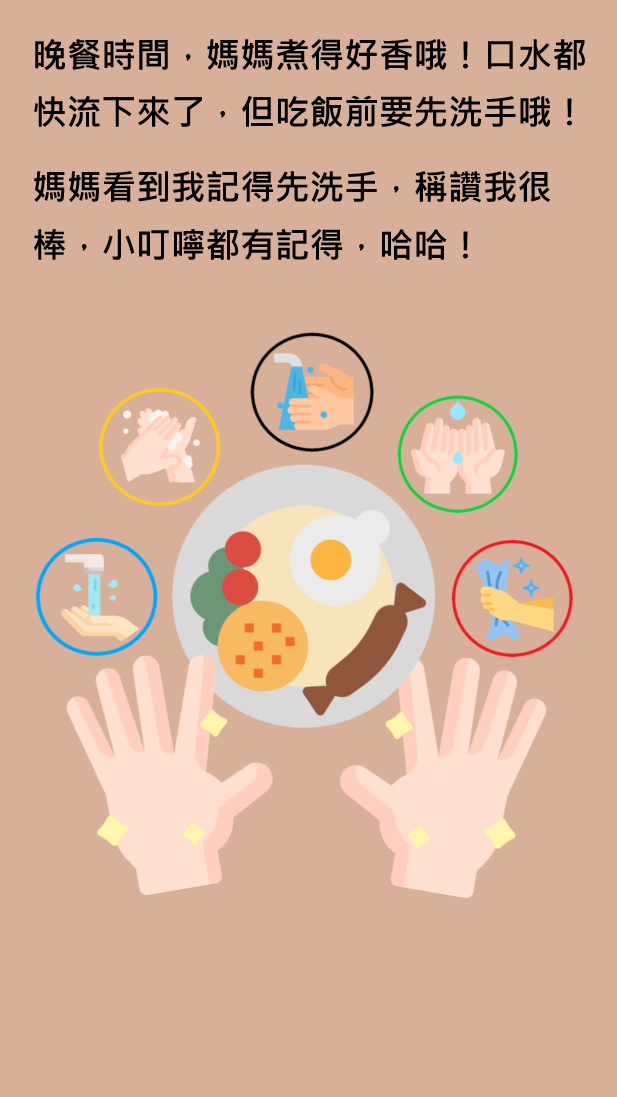 晚餐時間，媽媽煮得好香哦！口水都
快流下來了，但吃飯前要先洗手哦！
媽媽看到我記得先洗手，稱讚我很
棒，小叮嚀都有記得，哈哈！